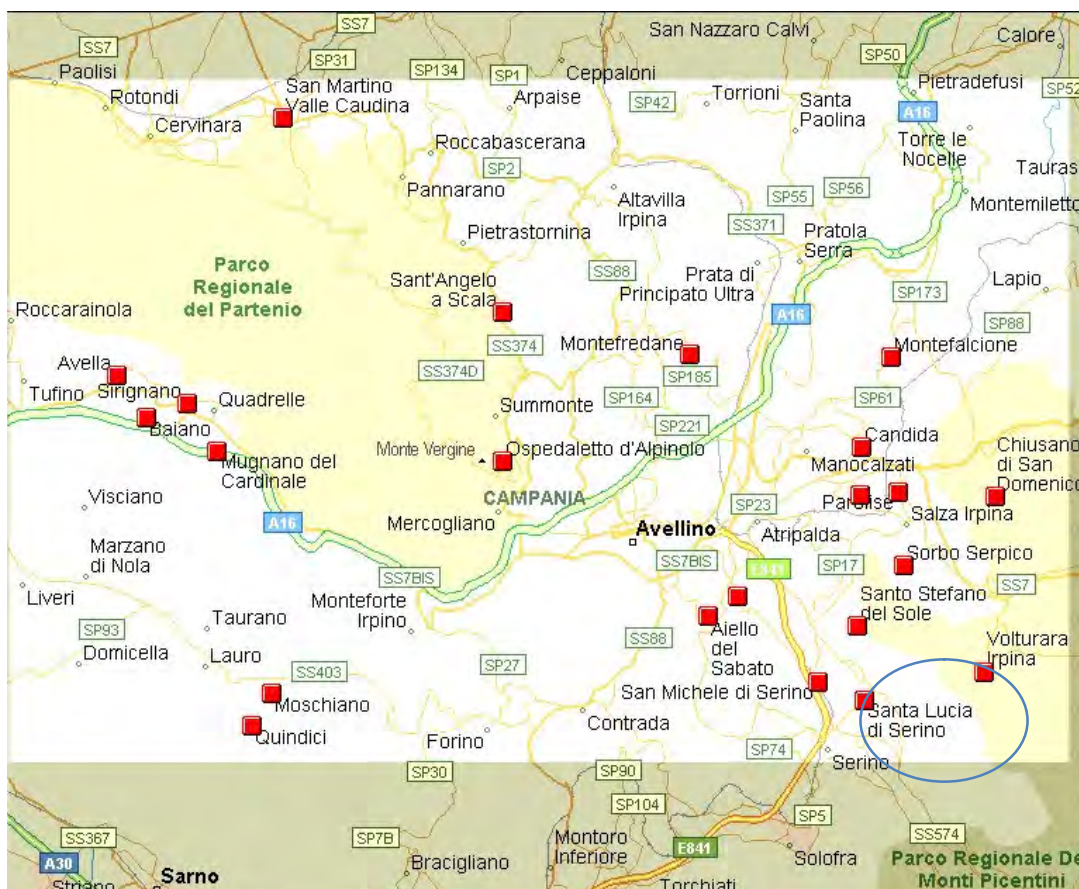 SS7
SS7
San Nazzaro Calvi
SP50
Calore
SP31
SP134
SP1
Ceppaloni
Paolisi
San Martino
Valle Caudina
Pietradefusi
SP52
Rotondi
Arpaise
SP42
Torrioni
Santa
Paolina
A16
Cervinara
Roccabascerana
Torre le
Nocelle
SP2
Tauras
Pannarano
Altavilla
Irpina
SP55
SP56
Montemiletto
SS371
Pietrastornina
Pratola
Serra
Parco
Regionale
del Partenio
Sant'Angelo
a Scala
SS88
Prata di
Principato Ultra
SP173
Lapio
Roccarainola
A16
SP88
SS374
Montefredane
Montefalcione
Avella
SS374D
SP185
Tufino
Sirignano
Quadrelle
SP164
SP61
Summonte
Baiano
SP221
Candida
Monte Vergine
Ospedaletto d'Alpinolo
Chiusano
di San
Domenico
Mugnano del
Cardinale
Manocalzati
Visciano
CAMPANIA
Parolise
A16
Mercogliano
SP23
Salza Irpina
Avellino
Atripalda
Marzano
di Nola
SS7BIS
SS7BIS
E841
SP17
Sorbo Serpico
Liveri
Santo Stefano
del Sole
SS7
Monteforte
Irpino
Taurano
Aiello
del
Sabato
SP93
SS88
Volturara
Irpina
Domicella
Lauro
SS403
SP27
San Michele di Serino
Moschiano
Santa Lucia
di Serino
Contrada
Quindici
Forino
SP74
Serino
SP30
SP90
SP104
SP5
SS367
SP7B
SS574
Montoro
Inferiore
E841
A30
Bracigliano
Solofra
Parco Regionale De
Monti Picentini
Sarno
Striano
Torchiati